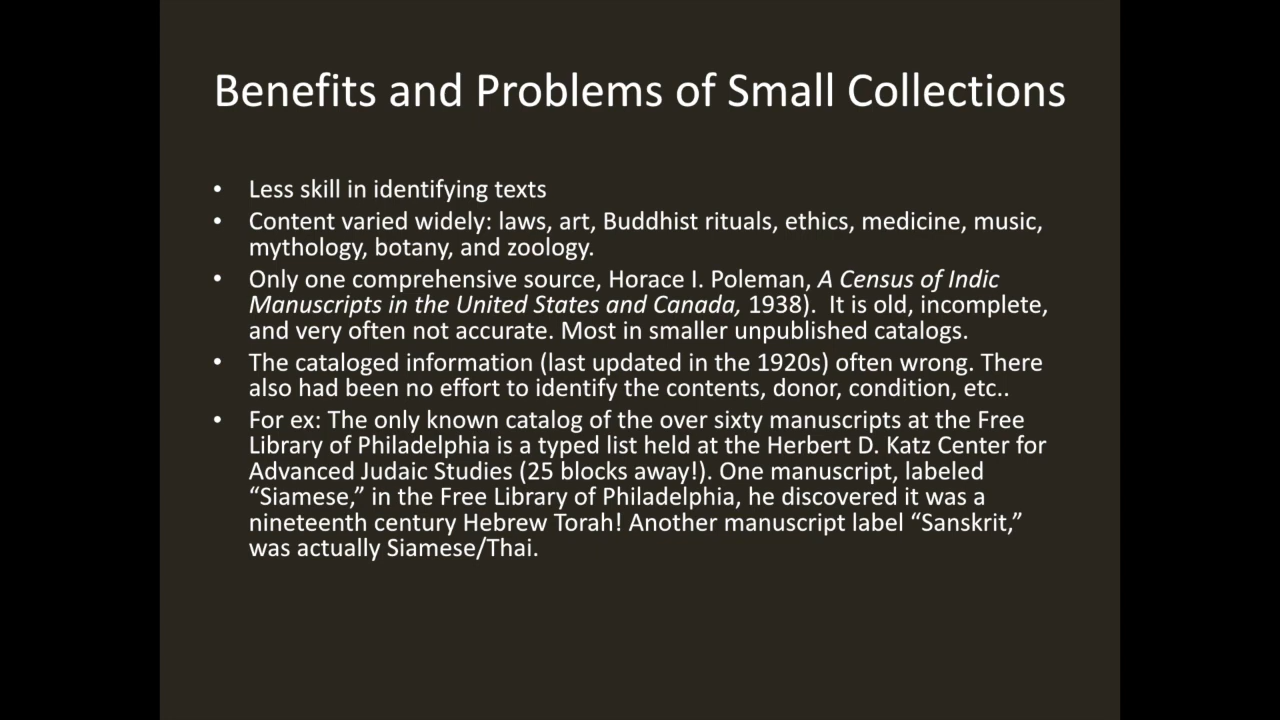 Benefits and Problems of Small Collections
• Less skill in identifying texts
• Content varied widely: laws, art, Buddhist rituals, ethics, medicine, music,
mythology, botany, and zoology.
• Only one comprehensive source, Horace I. Poleman, A Census of Indic
Manuscripts in the United States and Canada, 1938). It is old, incomplete,
and very often not accurate. Most in smaller unpublished catalogs.
• The cataloged information (last updated in the 1920s) often wrong. There
also had been no effort to identify the contents, donor, condition, etc..
• For ex: The only known catalog of the over sixty manuscripts at the Free
Library of Philadelphia is a typed list held at the Herbert D. Katz Center for
Advanced Judaic Studies (25 blocks away!). One manuscript, labeled
“Siamese,” in the Free Library of Philadelphia, he discovered it was a
nineteenth century Hebrew Torah! Another manuscript label “Sanskrit,”
was actually Siamese/Thai.